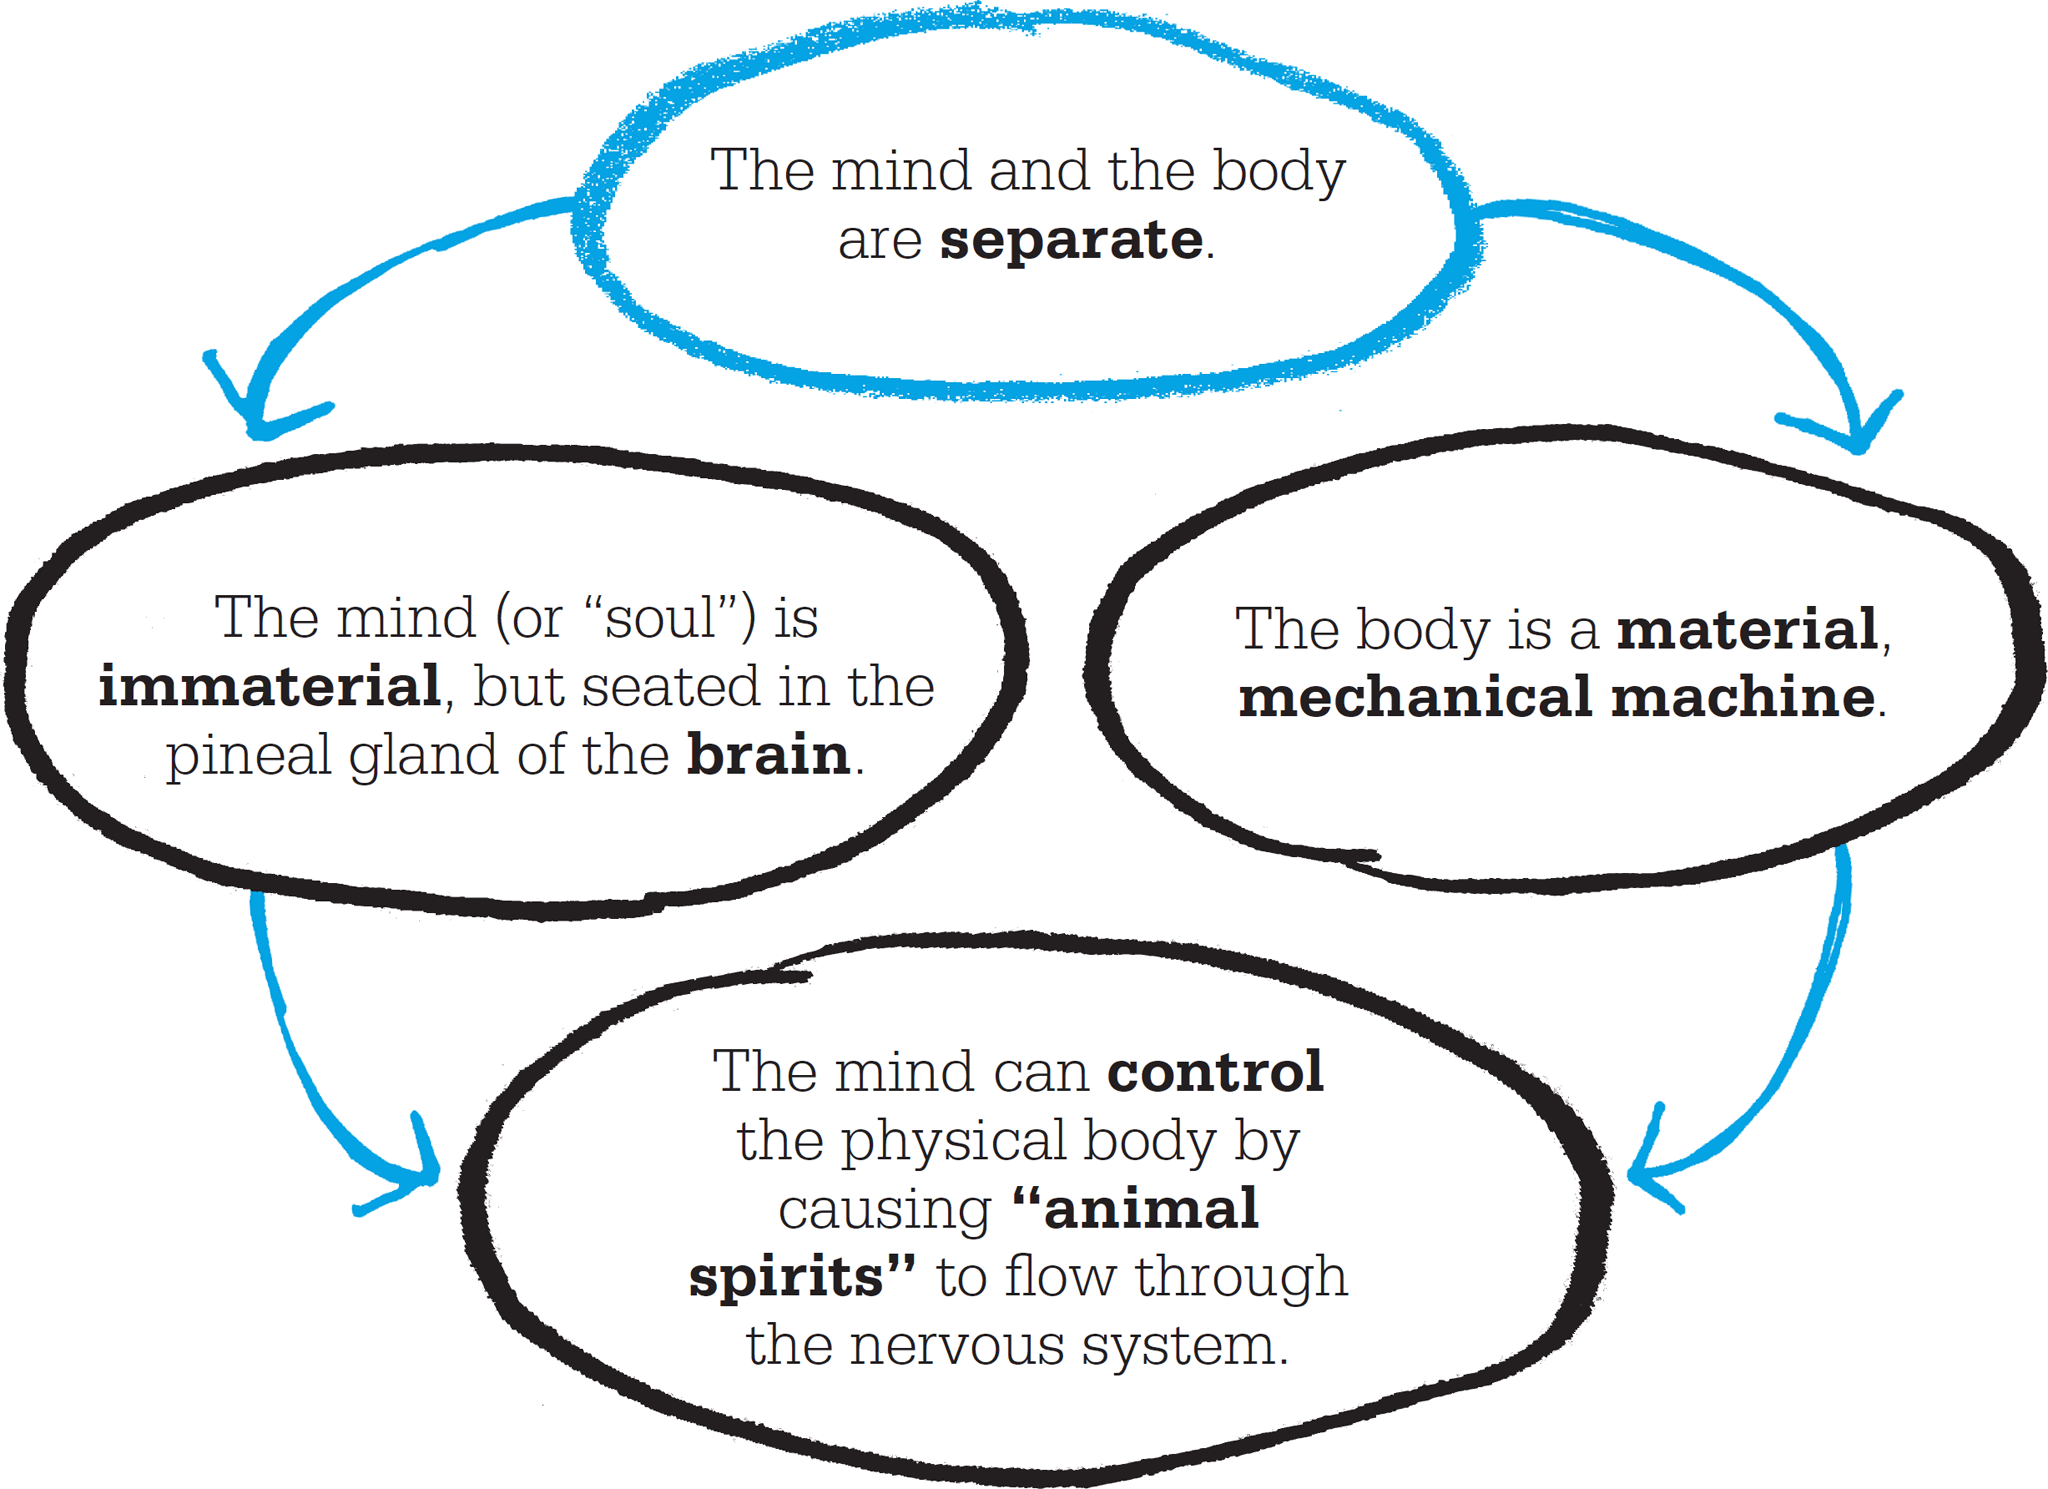 The mind and the body
are separate.
The mind (or “soul”) is
immaterial, but seated in the
pineal gland of the brain.
The body is a material,
mechanical machine.
The mind can control
the physical body by
causing “animal
spirits” to flow through
the nervous system.